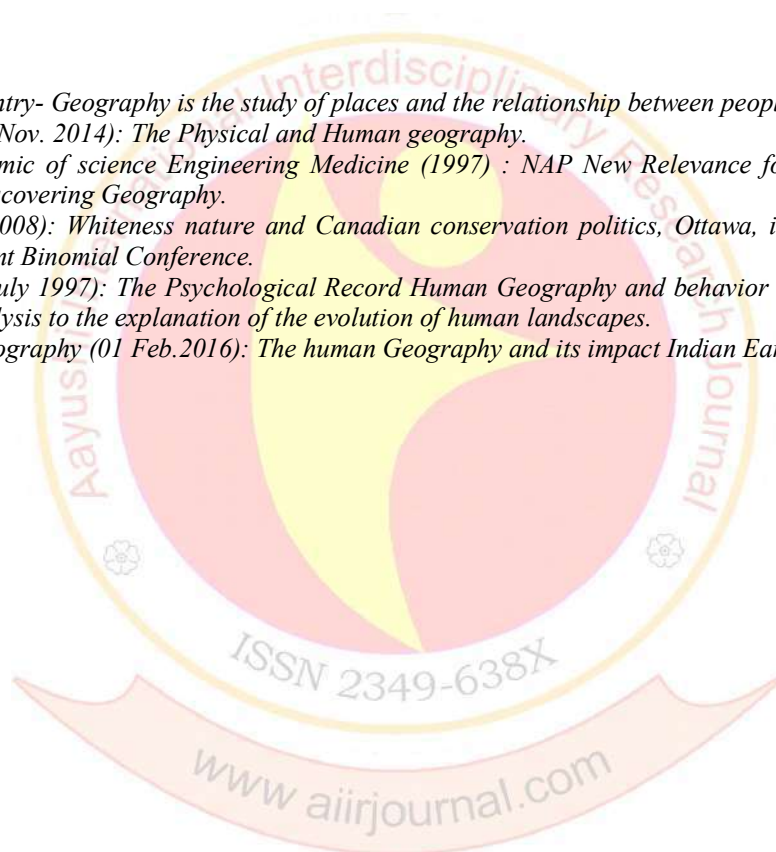 ntry- Geography is the study of places and the relationship between peop
Nov. 2014): The Physical and Human geography.
mic of science Engineering Medicine (1997) : NAP New Relevance fo
covering Geography.
008): Whiteness nature and Canadian conservation politics, Ottawa, i
nt Binomial Conference.
uly 1997): The Psychological Record Human Geography and behavior
lysis to the explanation of the evolution of human landscapes.
ography (01 Feb.2016): The human Geography and its impact Indian Ear
Aayushi International Interdisciplinary Research Journal
ISSN 2349-638X
www aiirjournal.com